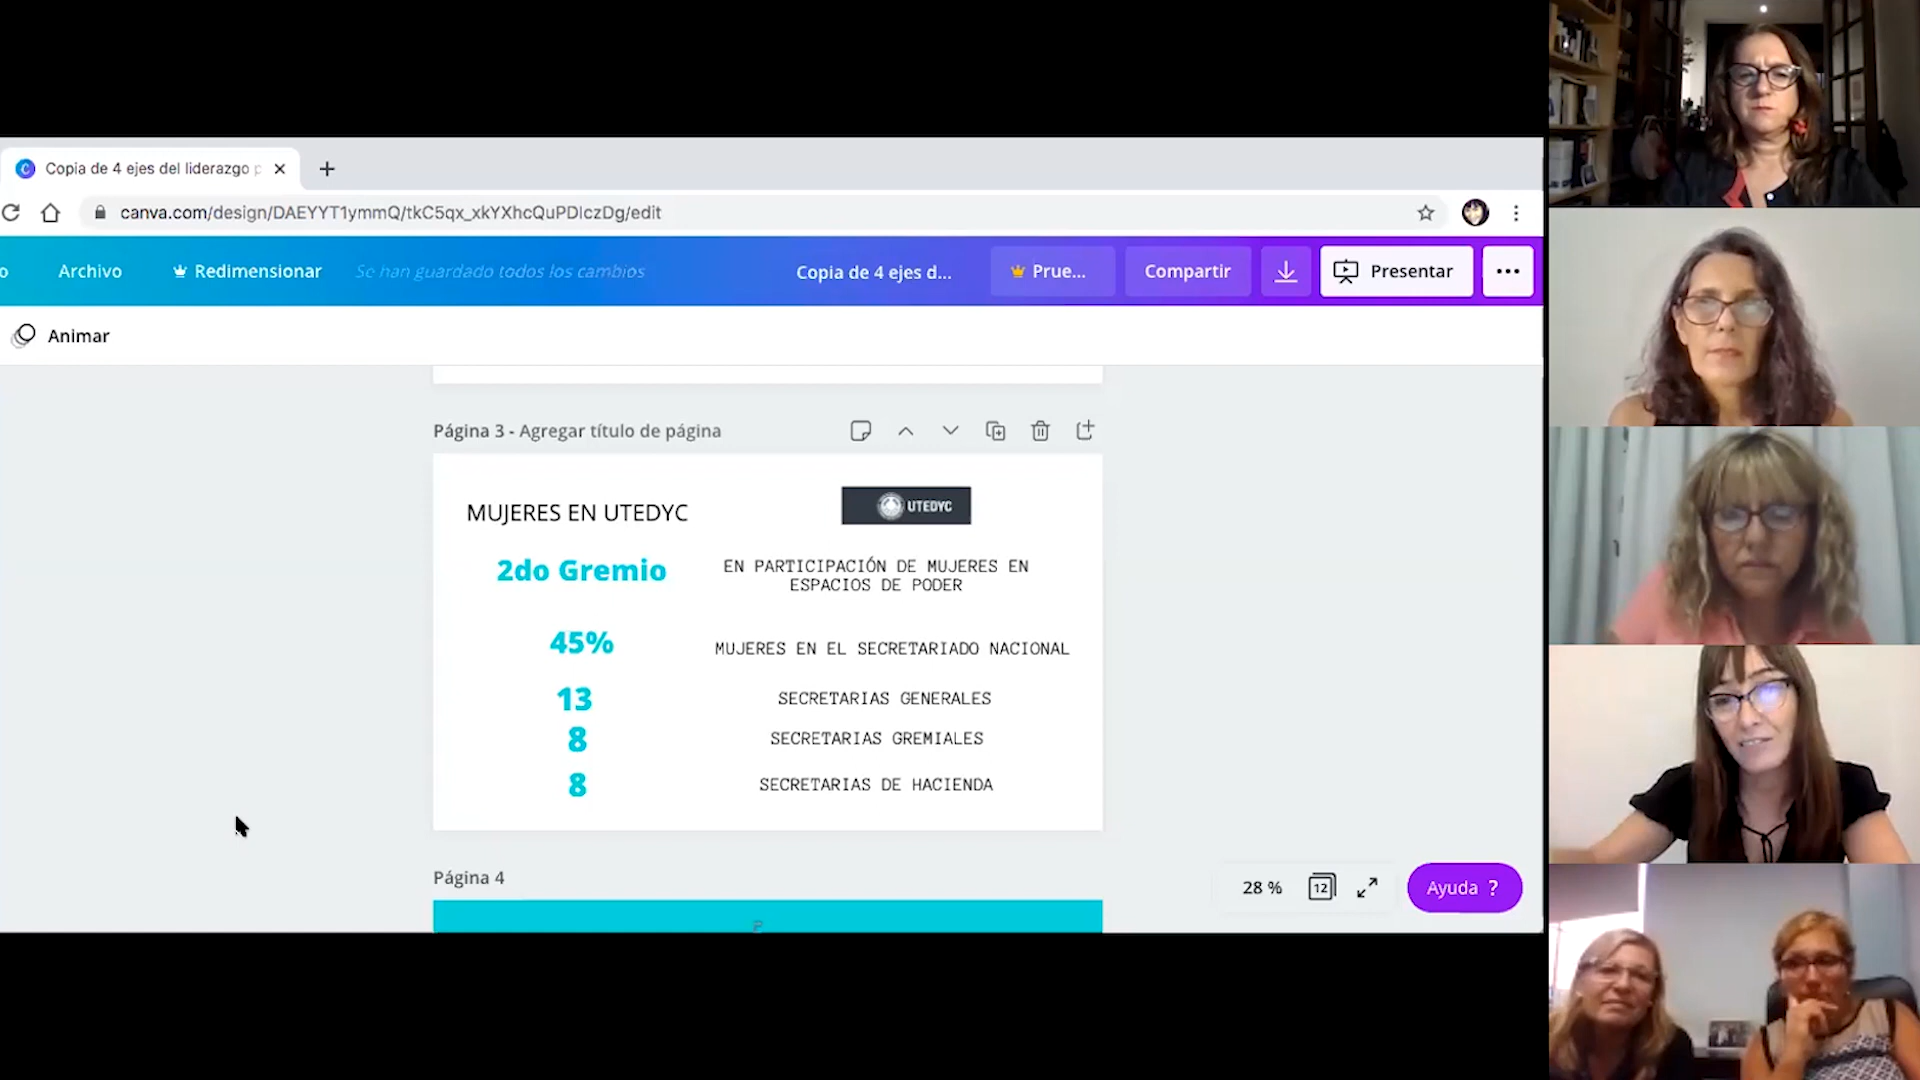 Copia de 4 ejes del liderazgo p
canva.com/design/DAEYYT1ymmQ/tkC5qx_xkYXhcQuPDIczDg/edit
o Archivo Redimensionar Se han guardado todos los cambios Copia de 4 ejes d... Prue... Compartir Presentar
Animar
Página 3 - Agregar título de página
MUJERES EN UTEDYC
UTEDYC
2do Gremio
EN PARTICIPACIÓN DE MUJERES EN
ESPACIOS DE PODER
45%
MUJERES EN EL SECRETARIADO NACIONAL
13
SECRETARIAS GENERALES
8
SECRETARIAS GREMIALES
8
SECRETARIAS DE HACIENDA
Página 4
28 % 12 Ayuda ?